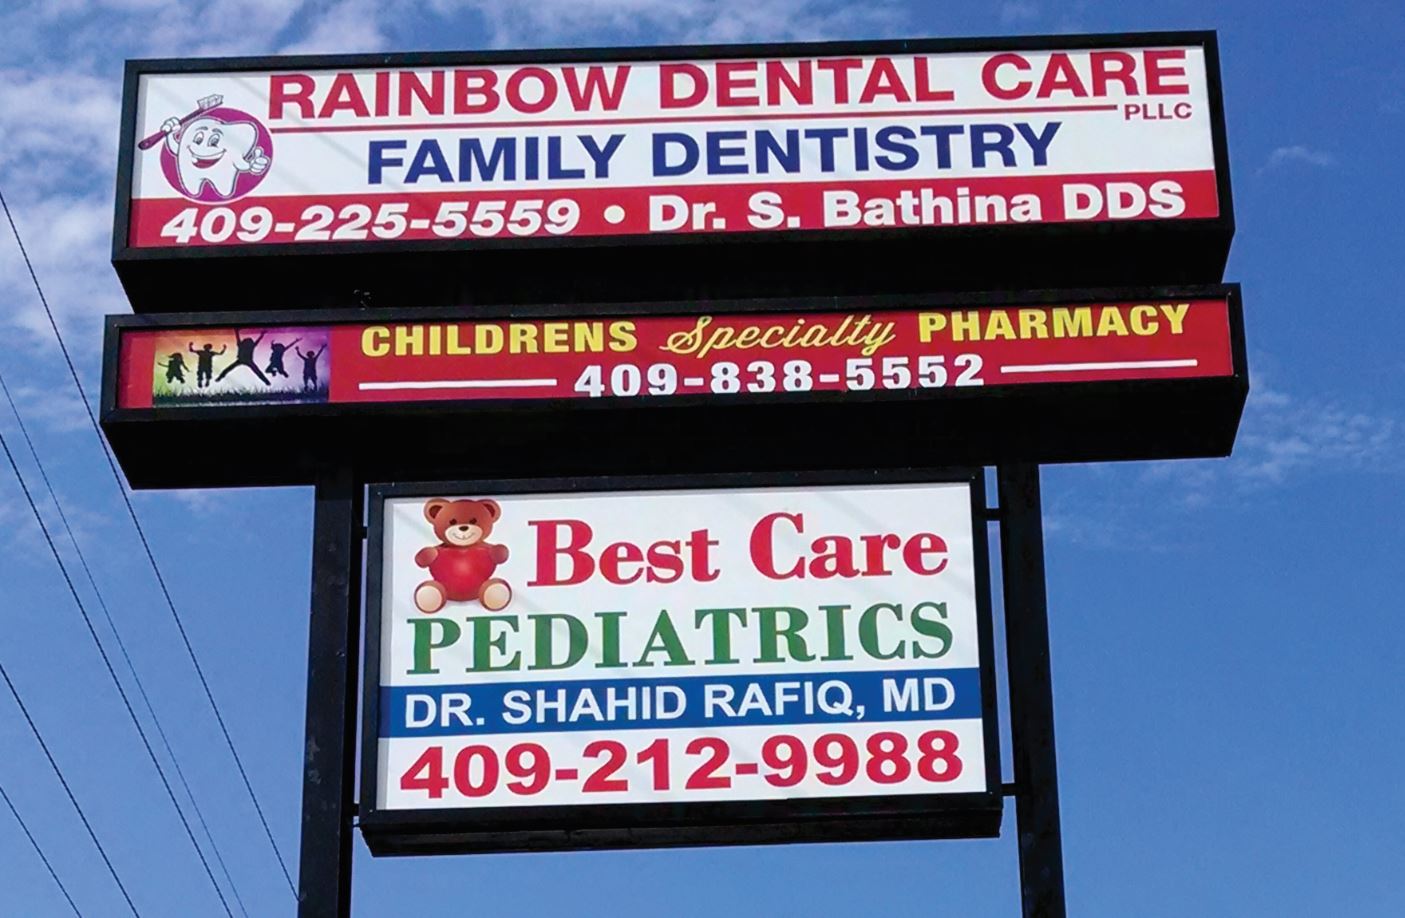 RAINBOW DENTAL CARE
PLLC
FAMILY DENTISTRY
409-225-5559 • Dr. S. Bathina DDS
CHILDRENS Specialty PHARMACY
409-838-5552
Best Care
PEDIATRICS
DR. SHAHID RAFIQ, MD
409-212-9988